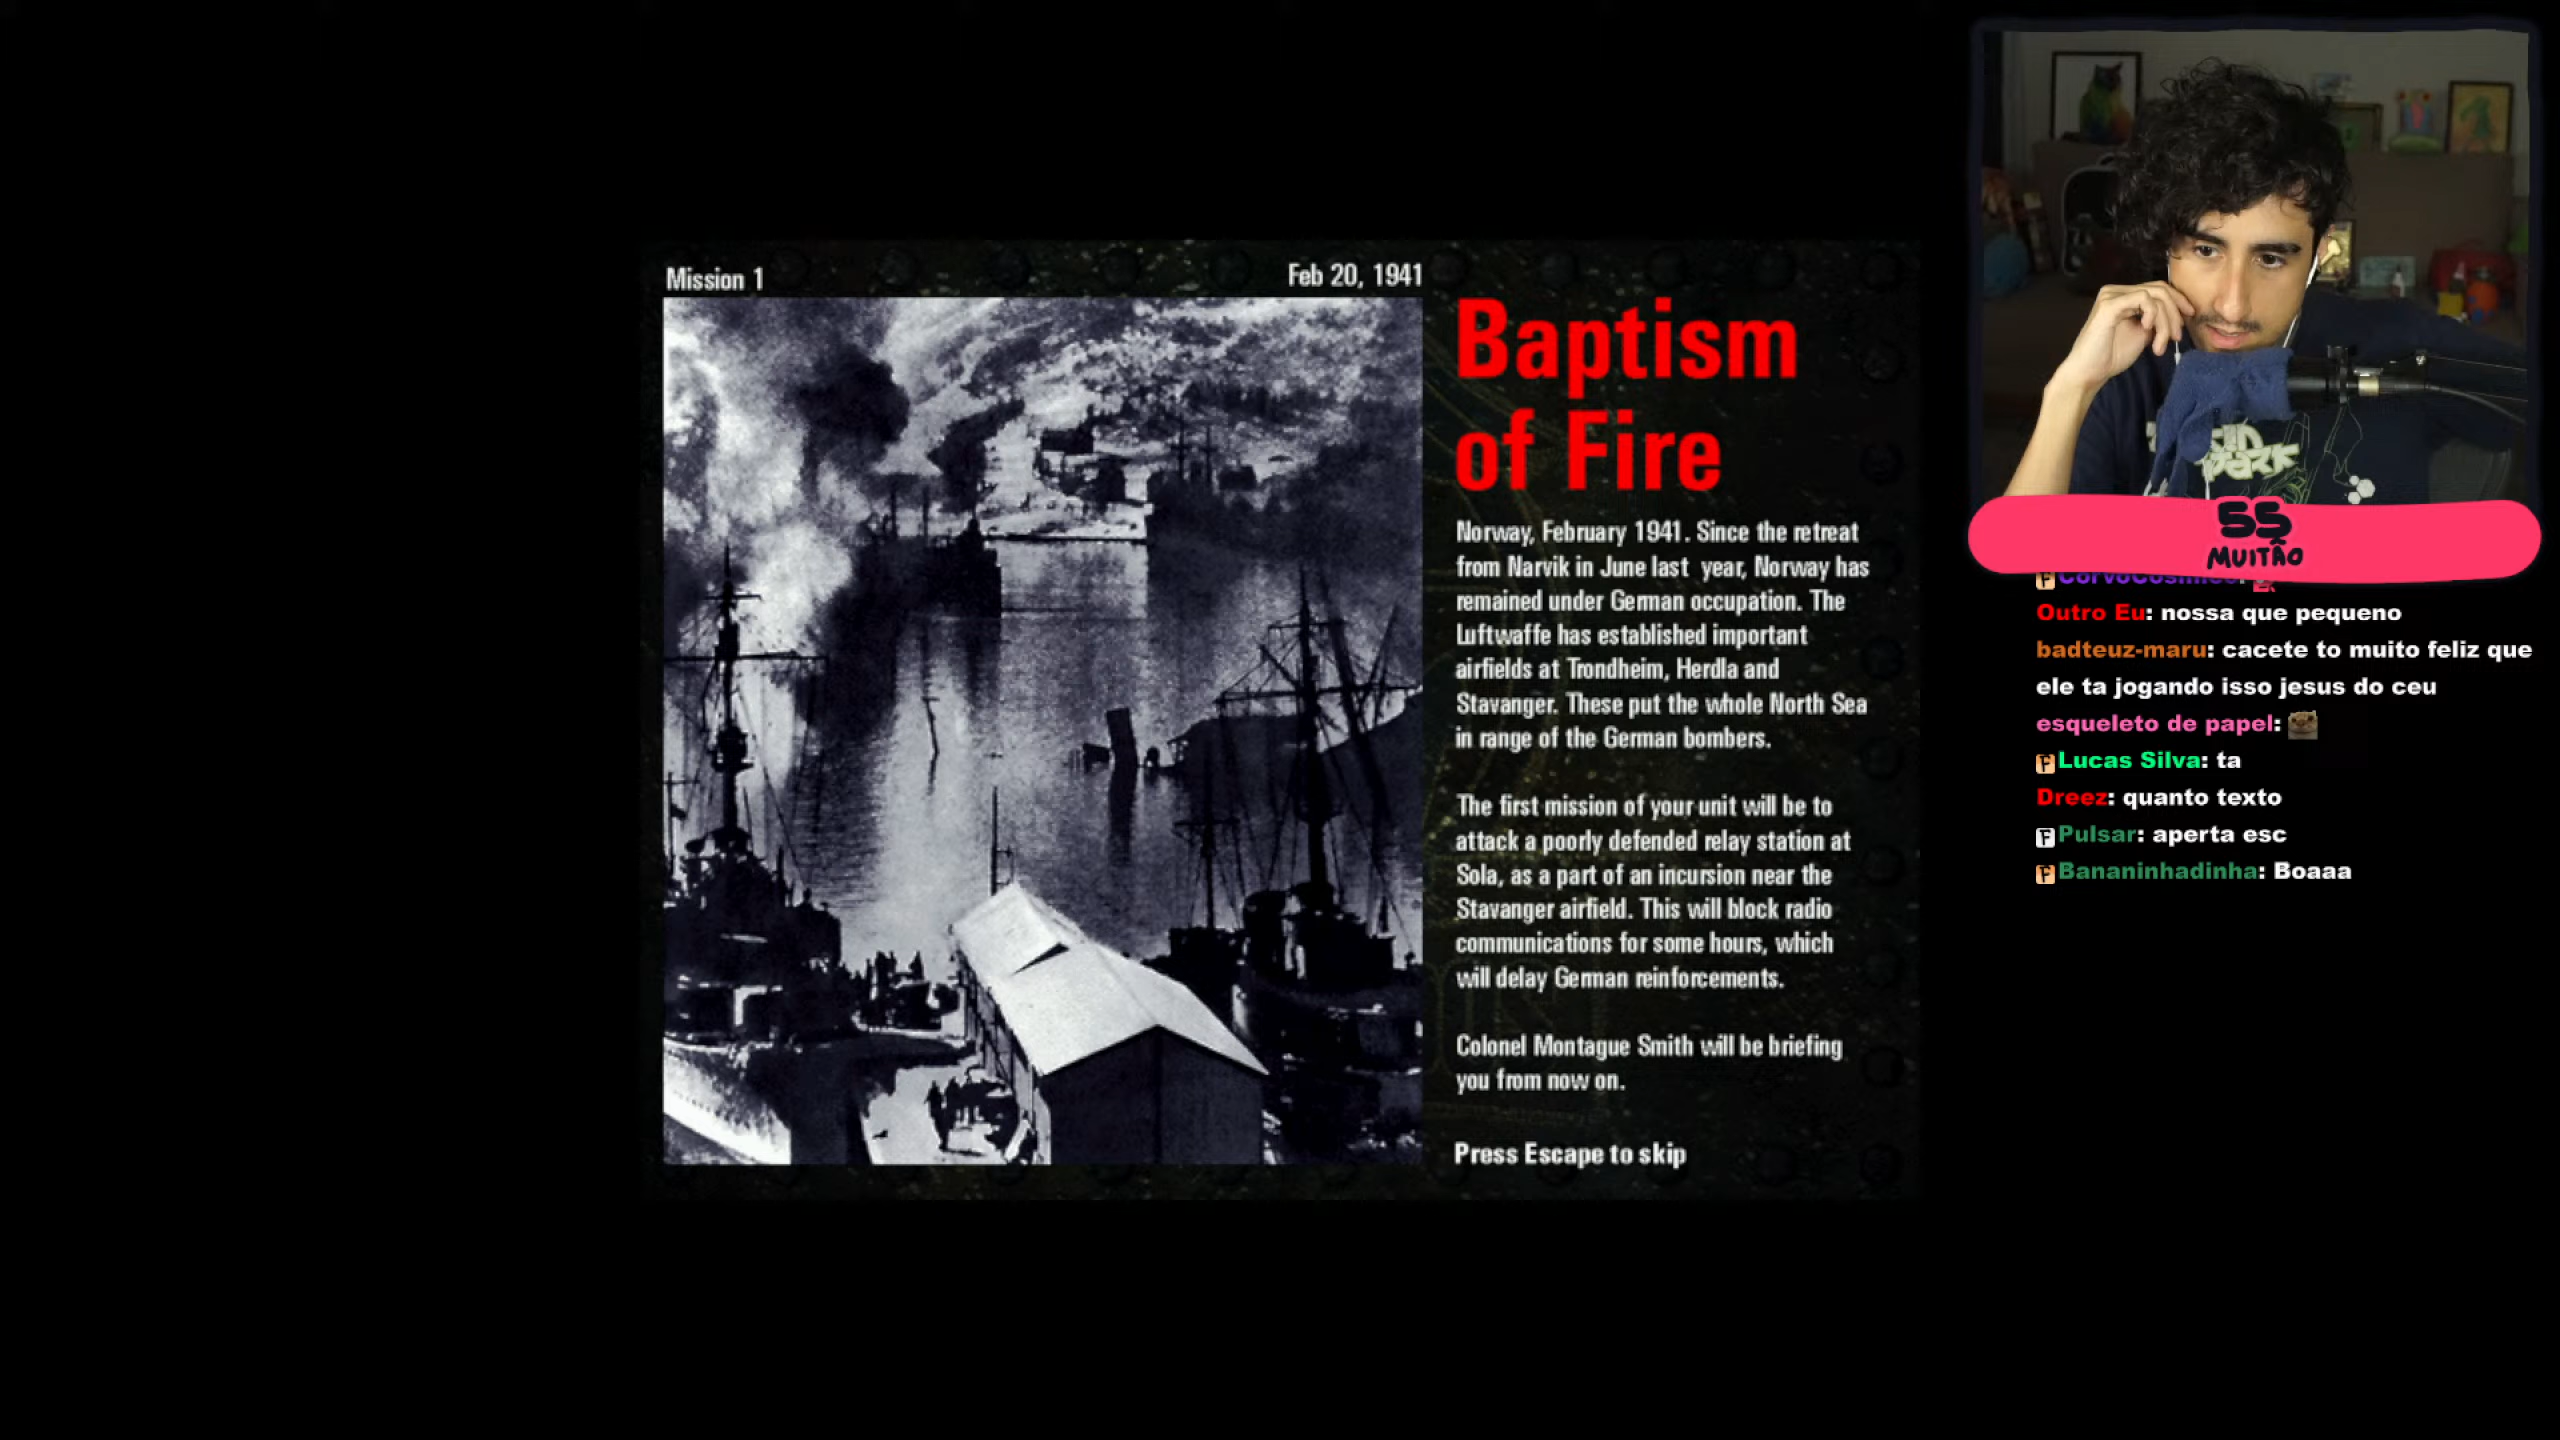 Mission 1
Feb 20, 1941
Baptism
of Fire
Norway, February 1941. Since the retreat
from Narvik in June last year, Norway has
remained under German occupation. The
Luftwaffe has established important
airfields at Trondheim, Herdla and
Stavanger. These put the whole North Sea
in range of the German bombers.
The first mission of your unit will be to
attack a poorly defended relay station at
Sola, as a part of an incursion near the
Stavanger airfield. This will block radio
communications for some hours, which
will delay German reinforcements.
Colonel Montague Smith will be briefing
you from now on.
Press Escape to skip
55
MUITÃO
Outro Eu: nossa que pequeno
badteuz-maru: cacete to muito feliz que
ele ta jogando isso jesus do ceu
esqueleto de papel:
Lucas Silva: ta
Dreez: quanto texto
Pulsar: aperta esc
Bananinhadinha: Boaaa